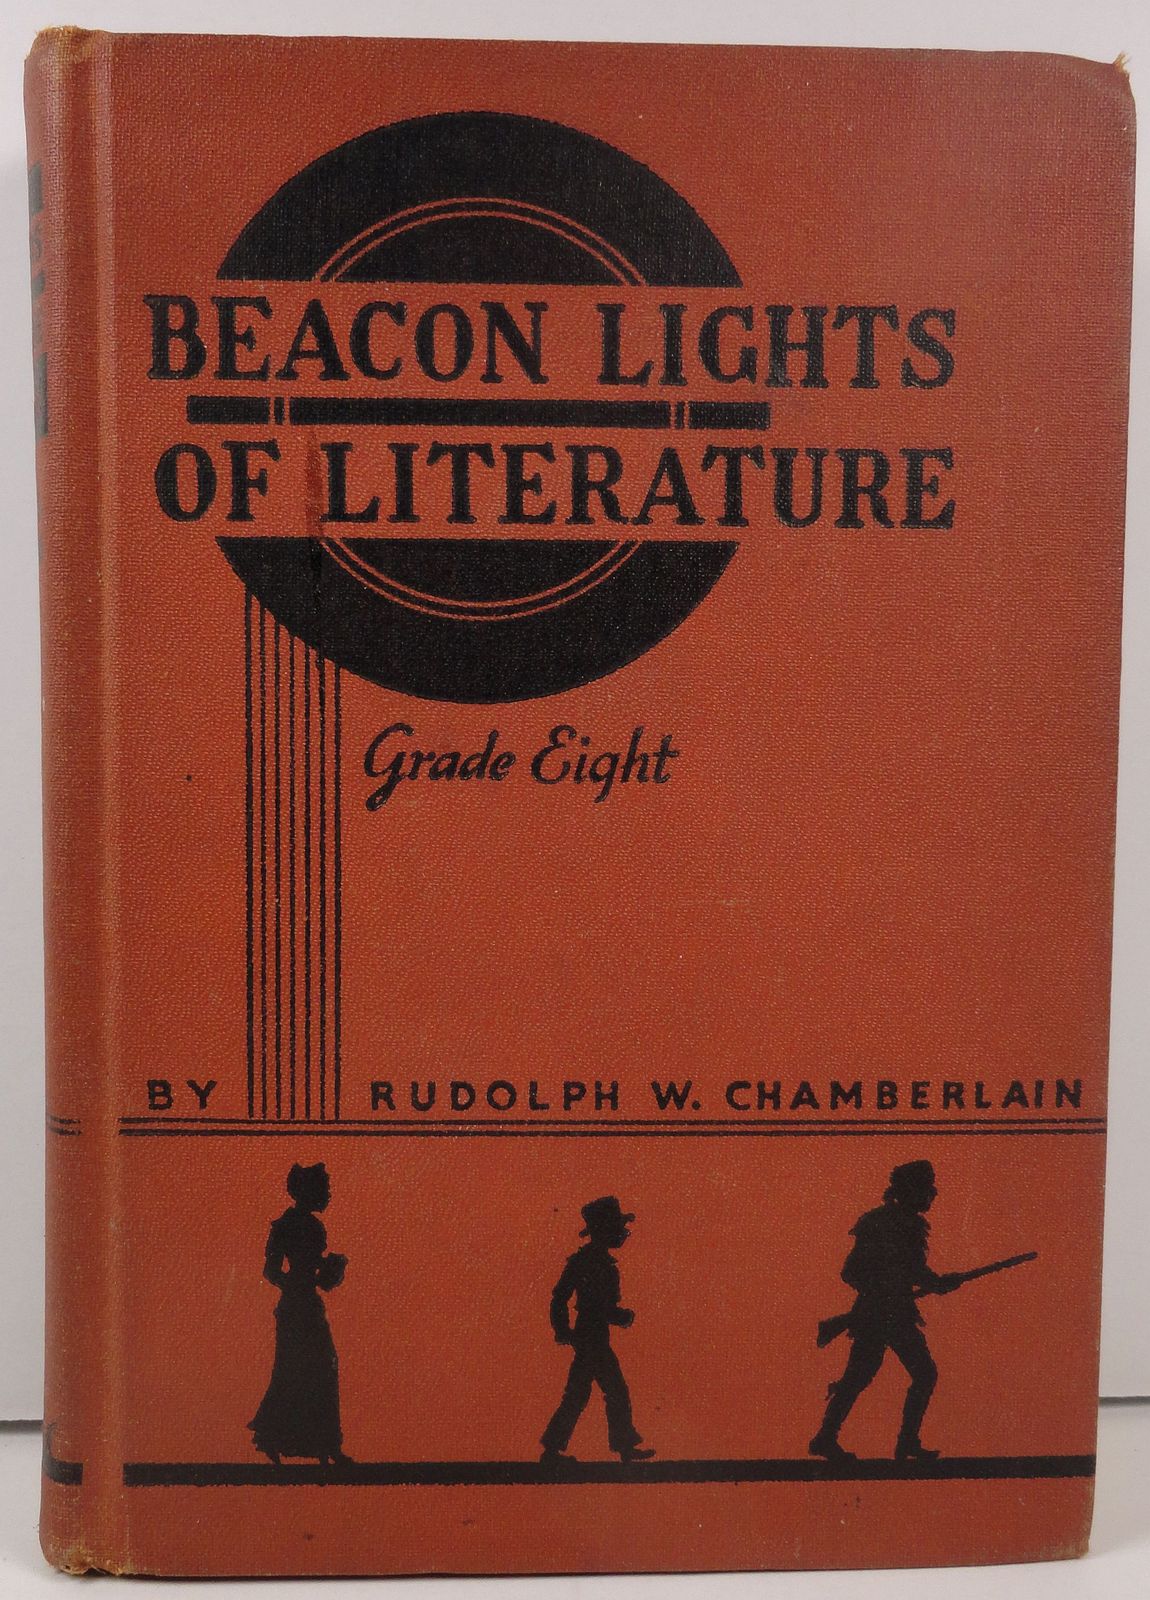 BEACON LIGHTS
OF LITERATURE
Grade Eight
BY RUDOLPH W. CHAMBERLAIN